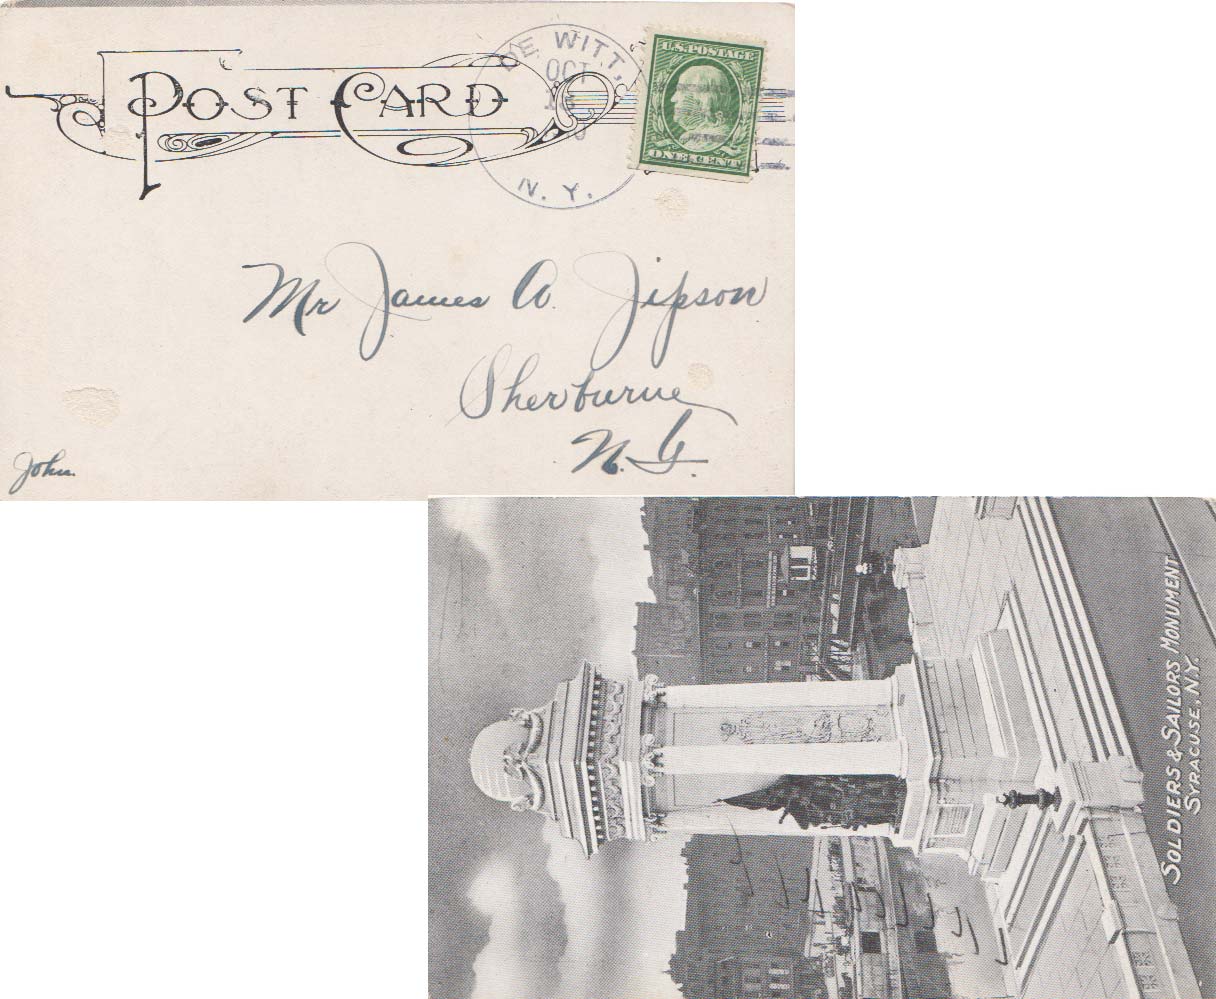 POST CARD
DE WITT,
OCT
N. Y.
U.S. POSTAGE
ONE CENT
Mr James A. Jipson
Sherburne
N. Y.
John.
SOLDIERS & SAILORS MONUMENT
SYRACUSE, N.Y.